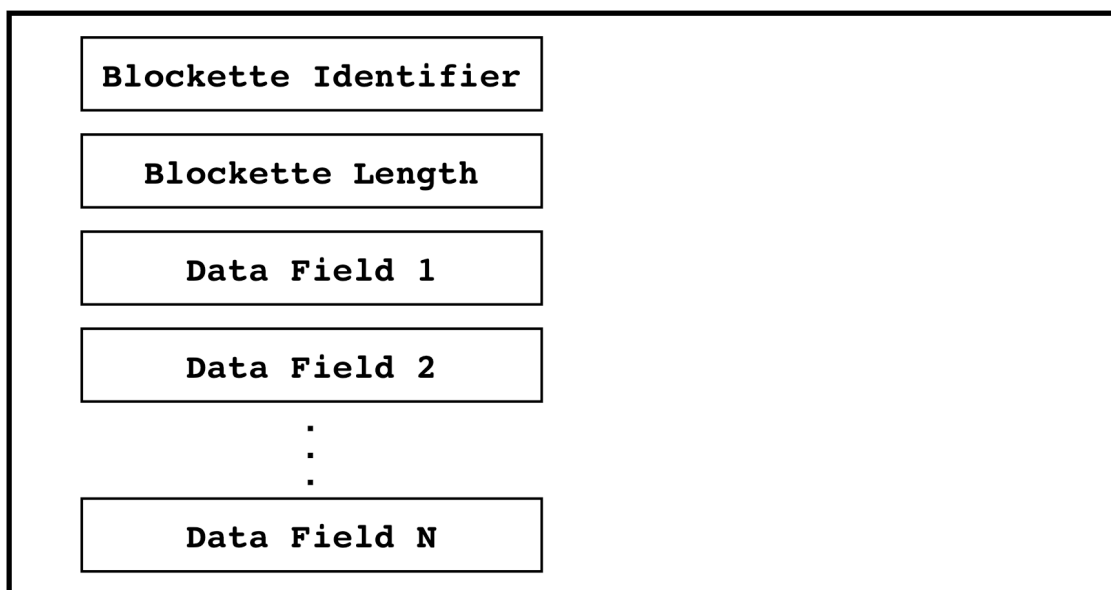 Blockette Identifier
Blockette Length
Data Field 1
Data Field 2
.
.
.
Data Field N